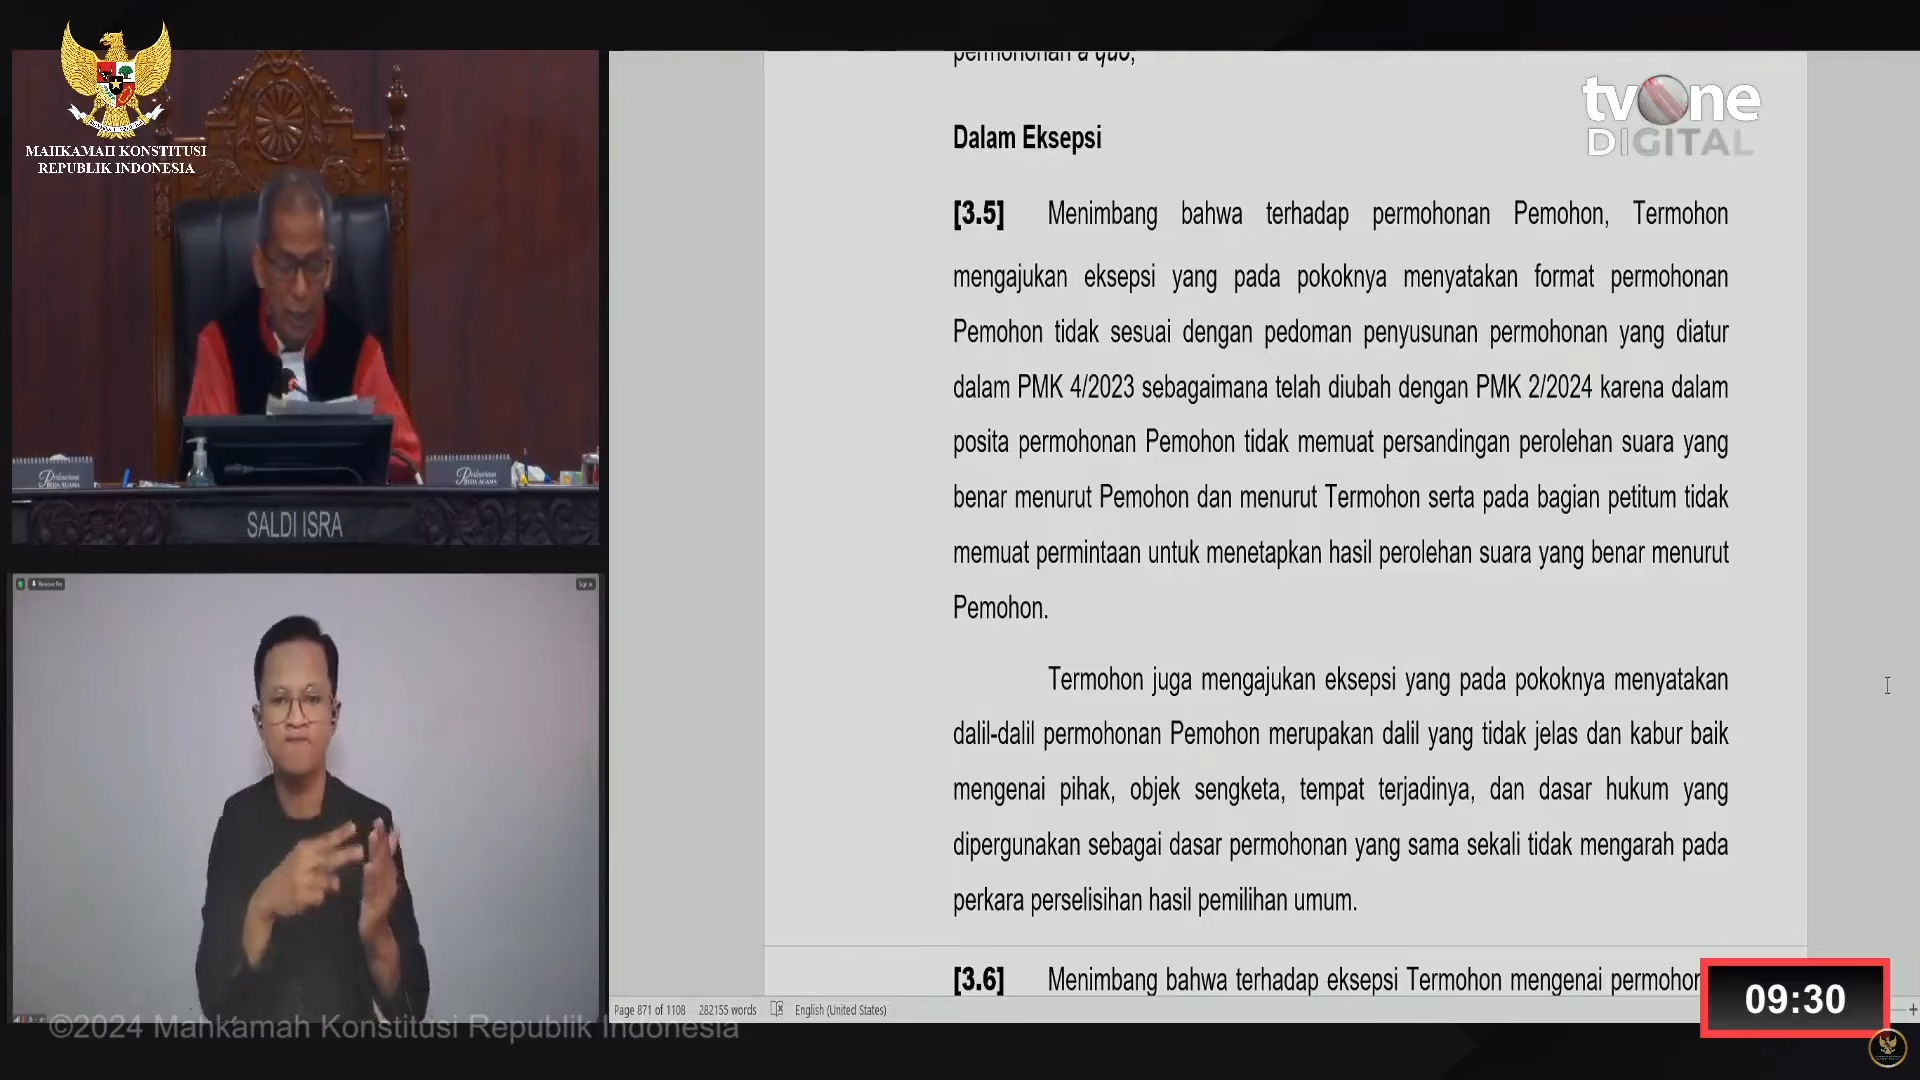 MAHKAMAH KONSTITUSI
REPUBLIK INDONESIA
SALDI ISRA
permohonan a quo;
Dalam Eksepsi
[3.5] Menimbang bahwa terhadap permohonan Pemohon, Termohon
mengajukan eksepsi yang pada pokoknya menyatakan format permohonan
Pemohon tidak sesuai dengan pedoman penyusunan permohonan yang diatur
dalam PMK 4/2023 sebagaimana telah diubah dengan PMK 2/2024 karena dalam
posita permohonan Pemohon tidak memuat persandingan perolehan suara yang
benar menurut Pemohon dan menurut Termohon serta pada bagian petitum tidak
memuat permintaan untuk menetapkan hasil perolehan suara yang benar menurut
Pemohon.
Termohon juga mengajukan eksepsi yang pada pokoknya menyatakan
dalil-dalil permohonan Pemohon merupakan dalil yang tidak jelas dan kabur baik
mengenai pihak, objek sengketa, tempat terjadinya, dan dasar hukum yang
dipergunakan sebagai dasar permohonan yang sama sekali tidak mengarah pada
perkara perselisihan hasil pemilihan umum.
[3.6] Menimbang bahwa terhadap eksepsi Termohon mengenai permohon
Page 871 of 1108 282155 words English (United States)
tvOne
DIGITAL
09:30
©2024 Mahkamah Konstitusi Republik Indonesia